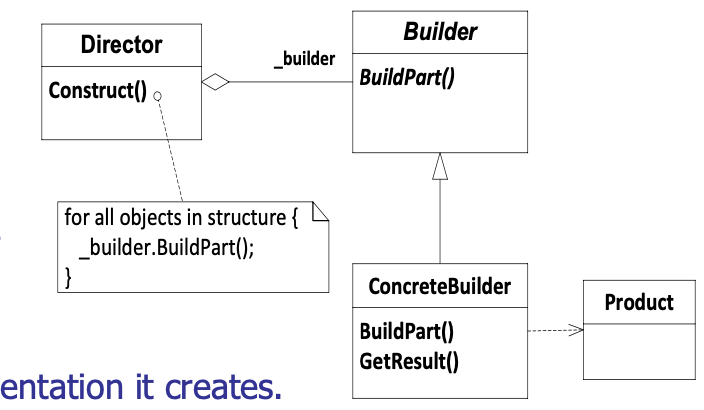 Director
Construct()
_builder
Builder
BuildPart()
for all objects in structure {
_builder.BuildPart();
}
ConcreteBuilder
BuildPart()
GetResult()
Product
entation it creates.